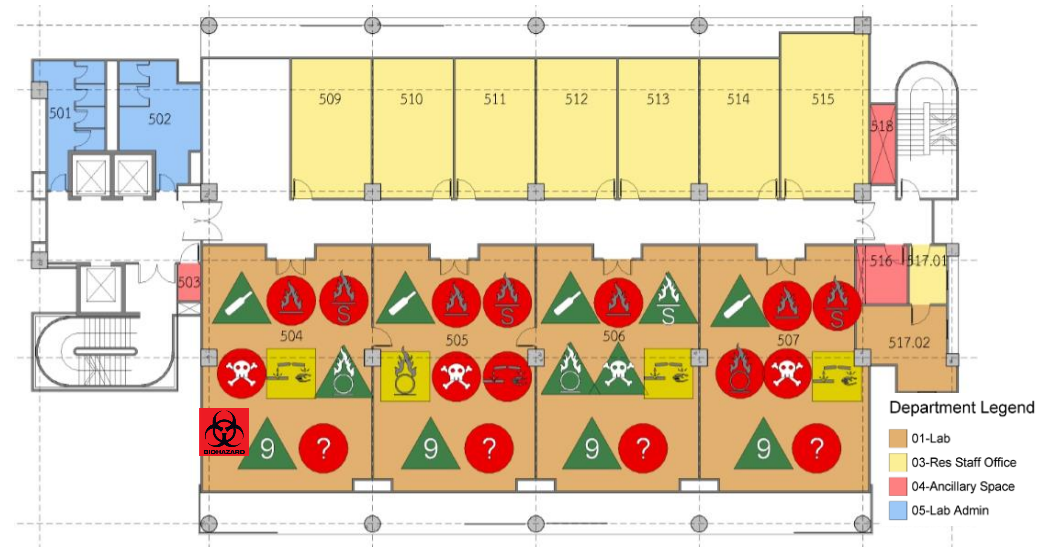 501
502
509
510
511
512
513
514
515
518
503
516
517.01
S
S
S
S
504
505
506
507
517.02
BIOHAZARD
9
?
9
?
9
?
9
?
Department Legend
01-Lab
03-Res Staff Office
04-Ancillary Space
05-Lab Admin